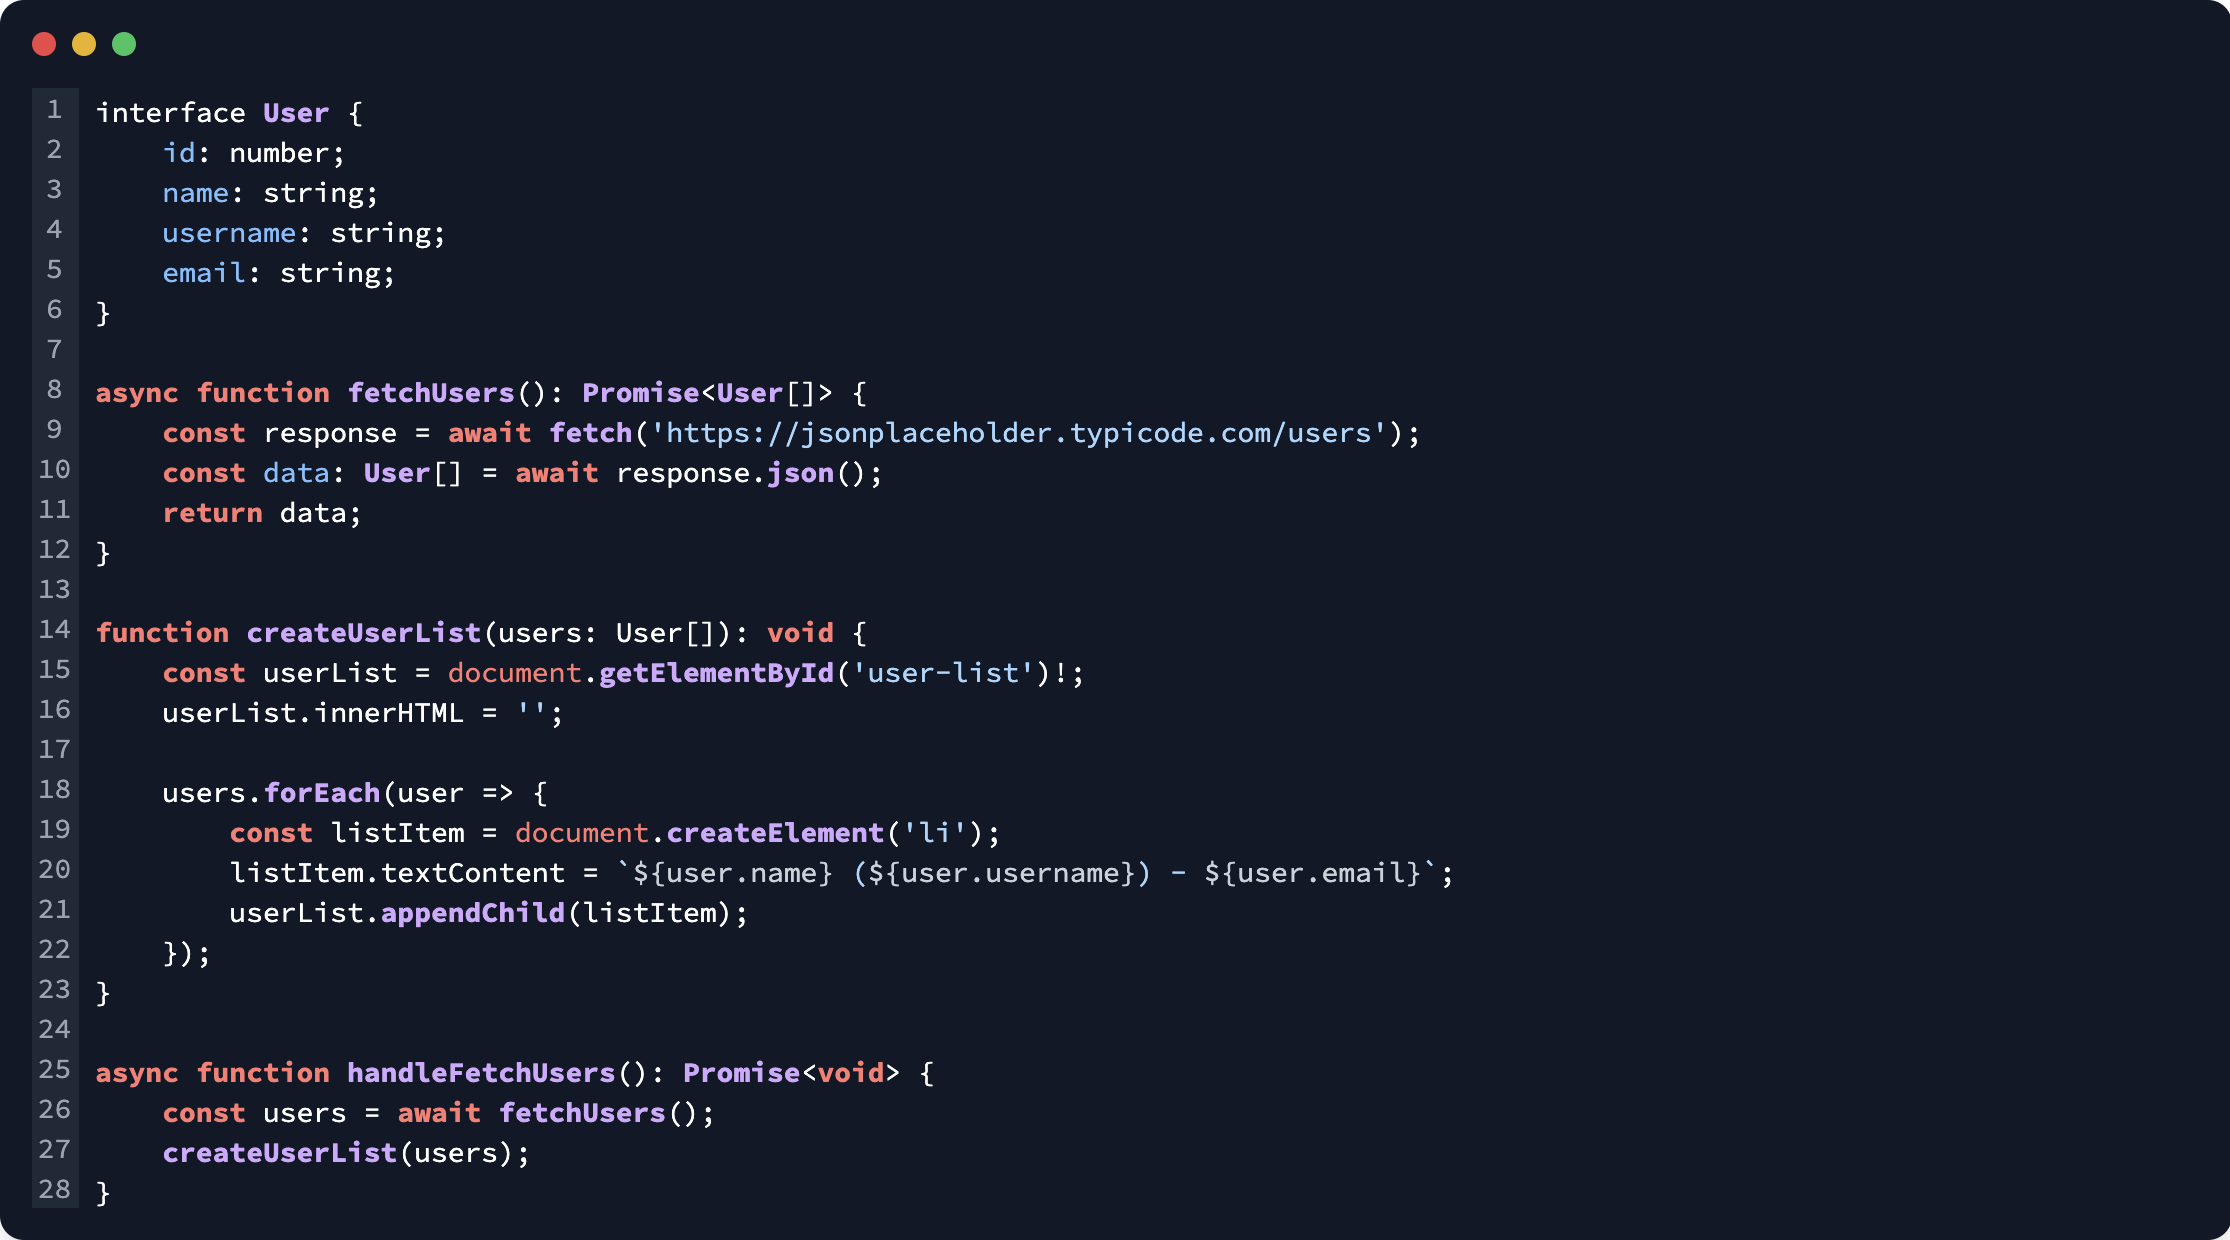 1 interface User {
2     id: number;
3     name: string;
4     username: string;
5     email: string;
6 }
7
8 async function fetchUsers(): Promise<User[]> {
9     const response = await fetch('https://jsonplaceholder.typicode.com/users');
10     const data: User[] = await response.json();
11     return data;
12 }
13
14 function createUserList(users: User[]): void {
15     const userList = document.getElementById('user-list')!;
16     userList.innerHTML = '';
17
18     users.forEach(user => {
19         const listItem = document.createElement('li');
20         listItem.textContent = `${user.name} (${user.username}) - ${user.email}`;
21         userList.appendChild(listItem);
22     });
23 }
24
25 async function handleFetchUsers(): Promise<void> {
26     const users = await fetchUsers();
27     createUserList(users);
28 }